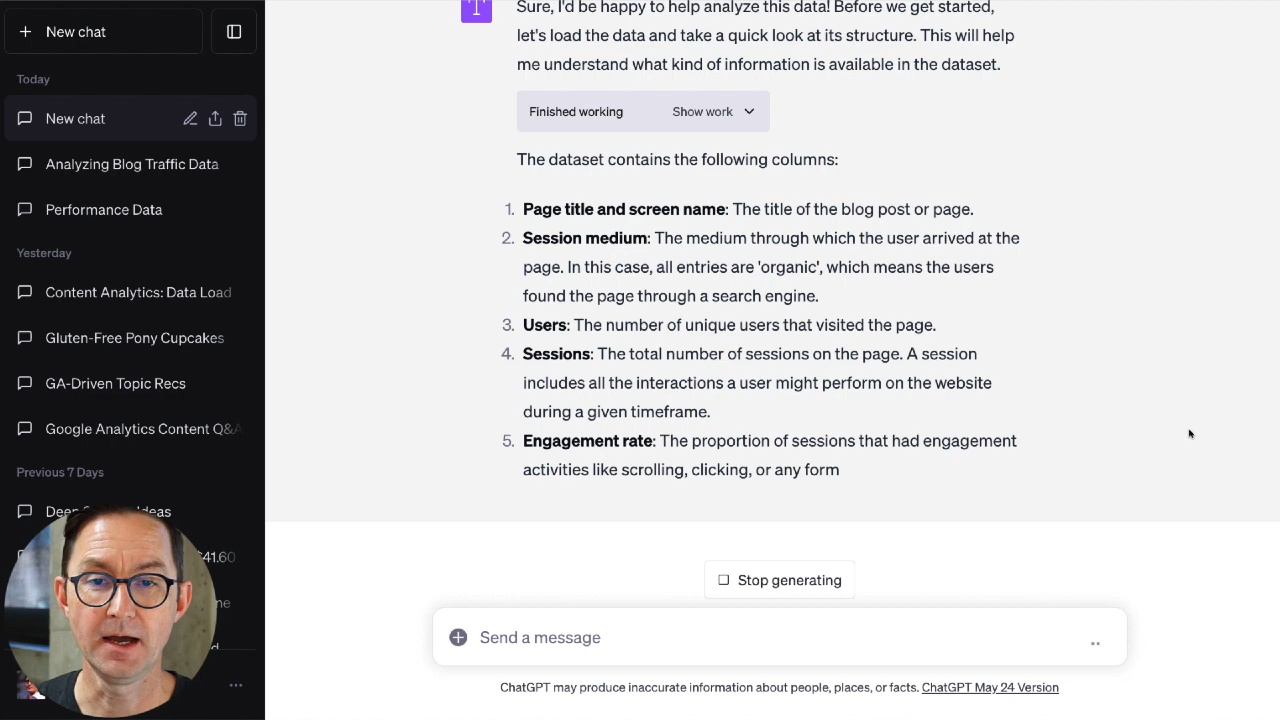 New chat
Today
New chat
Analyzing Blog Traffic Data
Performance Data
Yesterday
Content Analytics: Data Load
Gluten-Free Pony Cupcakes
GA-Driven Topic Recs
Google Analytics Content Q&A
Previous 7 Days
Deep
eas
$41.60
me
Sure, I'd be happy to help analyze this data! Before we get started,
let's load the data and take a quick look at its structure. This will help
me understand what kind of information is available in the dataset.
Finished working Show work
The dataset contains the following columns:
1. Page title and screen name: The title of the blog post or page.
2. Session medium: The medium through which the user arrived at the
page. In this case, all entries are 'organic', which means the users
found the page through a search engine.
3. Users: The number of unique users that visited the page.
4. Sessions: The total number of sessions on the page. A session
includes all the interactions a user might perform on the website
during a given timeframe.
5. Engagement rate: The proportion of sessions that had engagement
activities like scrolling, clicking, or any form
Stop generating
Send a message
ChatGPT may produce inaccurate information about people, places, or facts. ChatGPT May 24 Version